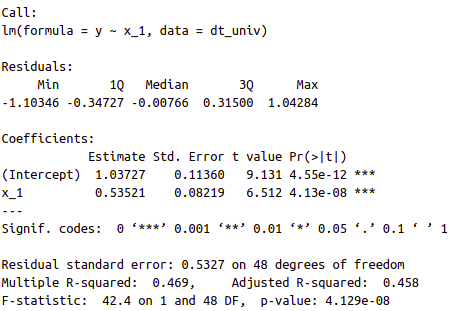 Call:
lm(formula = y ~ x_1, data = dt_univ)
Residuals:
     Min       1Q   Median       3Q      Max
-1.10346 -0.34727 -0.00766  0.31500  1.04284
Coefficients:
            Estimate Std. Error t value Pr(>|t|)
(Intercept)  1.03727    0.11360   9.131 4.55e-12 ***
x_1          0.53521    0.08219   6.512 4.13e-08 ***
---
Signif. codes:  0 ‘***’ 0.001 ‘**’ 0.01 ‘*’ 0.05 ‘.’ 0.1 ‘ ’ 1
Residual standard error: 0.5327 on 48 degrees of freedom
Multiple R-squared:  0.469,	Adjusted R-squared:  0.458
F-statistic:  42.4 on 1 and 48 DF,  p-value: 4.129e-08